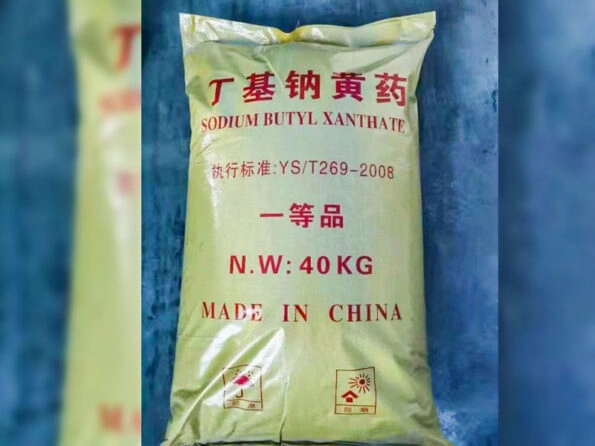 丁基钠黄药
SODIUM BUTYL XANTHATE
执行标准:YS/T269-2008
一等品
N.W: 40KG
MADE IN CHINA